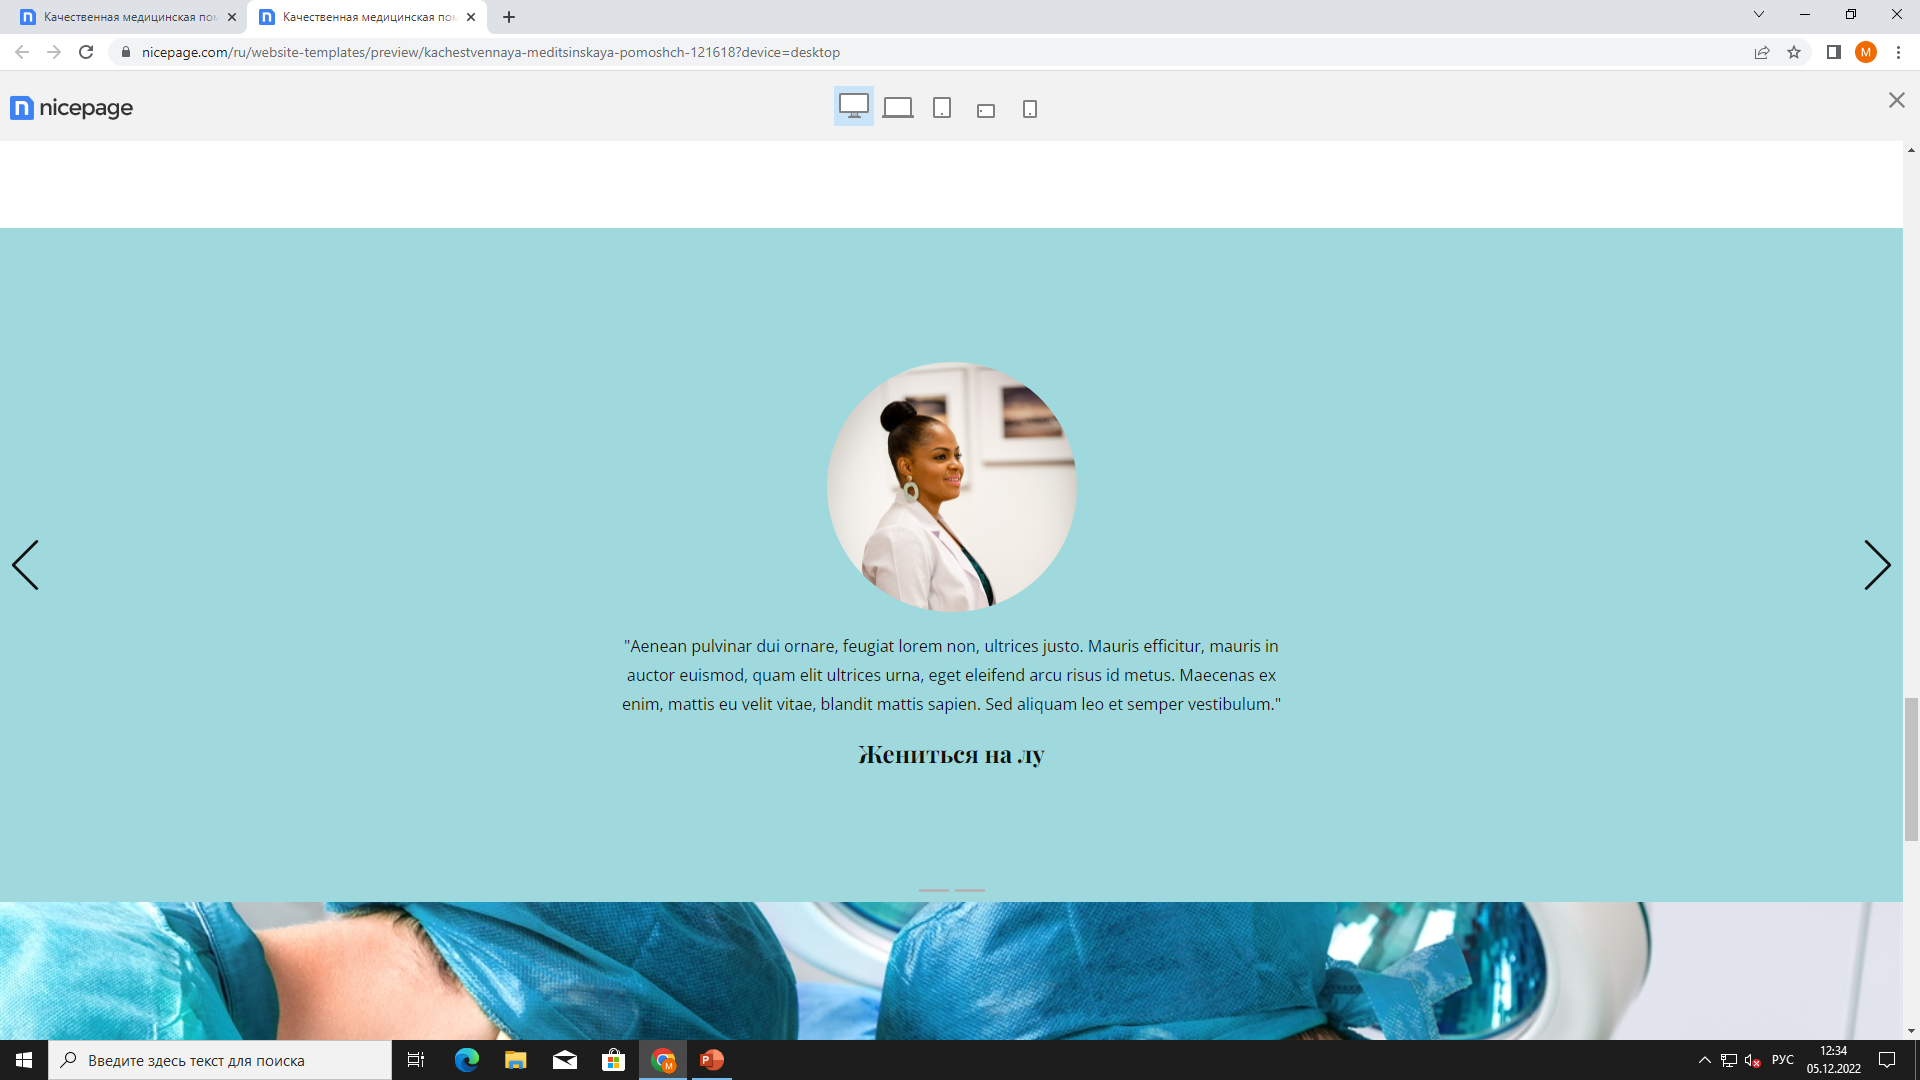 Качественная медицинская пом
Качественная медицинская пом
nicepage.com/ru/website-templates/preview/kachestvennaya-meditsinskaya-pomoshch-121618?device=desktop
M
nicepage
"Aenean pulvinar dui ornare, feugiat lorem non, ultrices justo. Mauris efficitur, mauris in
auctor euismod, quam elit ultrices urna, eget eleifend arcu risus id metus. Maecenas ex
enim, mattis eu velit vitae, blandit mattis sapien. Sed aliquam leo et semper vestibulum."
Жениться на лу
Введите здесь текст для поиска
РУС
12:34
05.12.2022